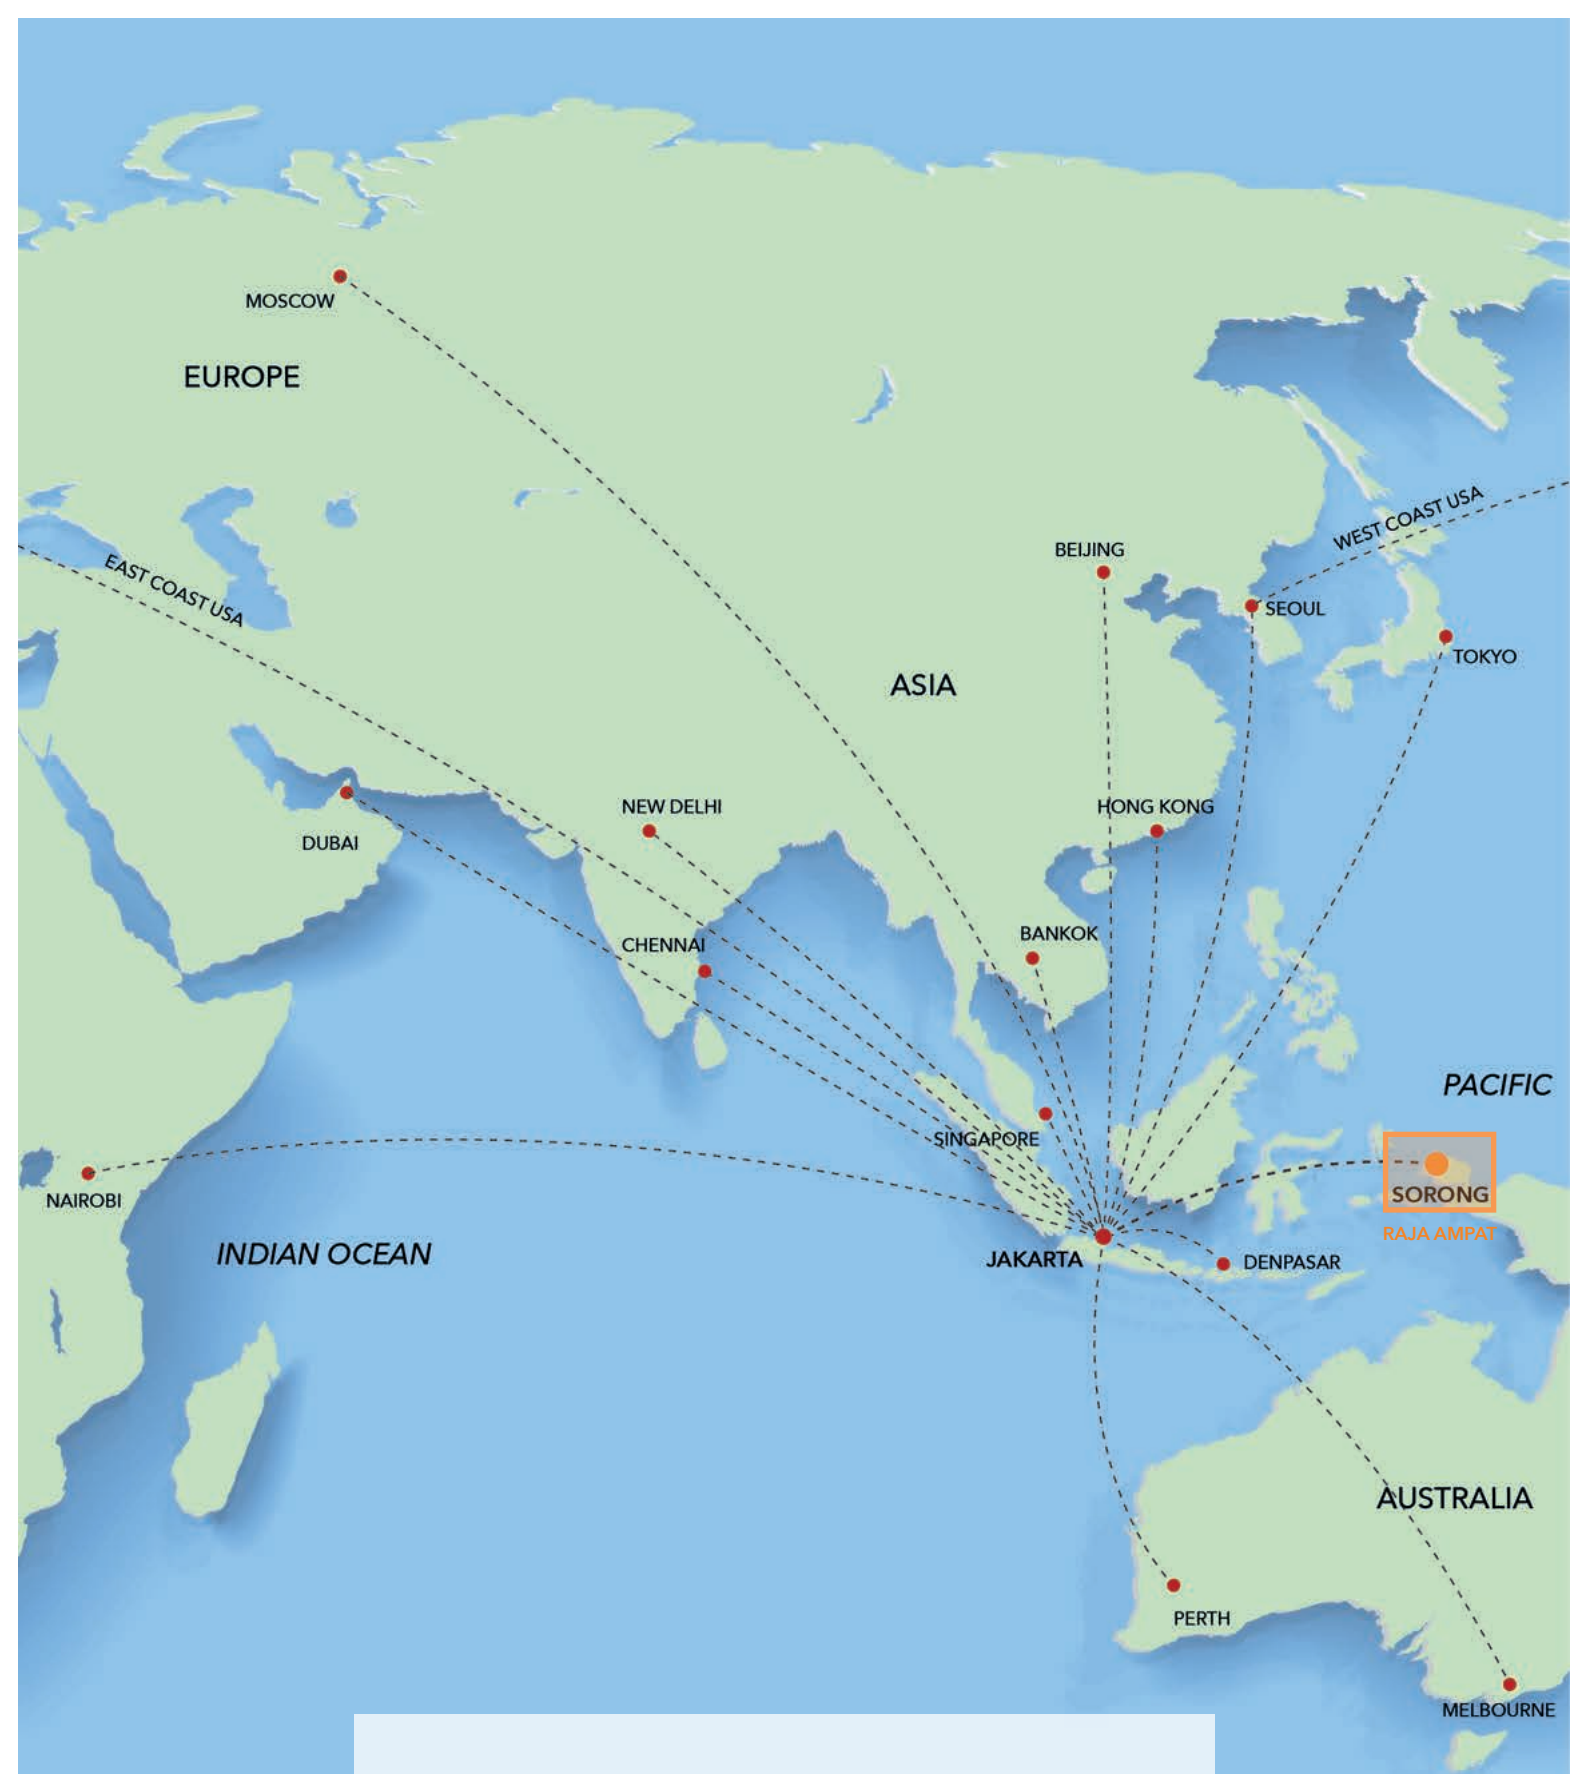 MOSCOW
EUROPE
WEST COAST USA
BEIJING
EAST COAST USA
SEOUL
TOKYO
ASIA
NEW DELHI
HONG KONG
DUBAI
BANKOK
CHENNAI
PACIFIC
SINGAPORE
NAIROBI
SORONG
RAJA AMPAT
INDIAN OCEAN
JAKARTA
DENPASAR
AUSTRALIA
PERTH
MELBOURNE